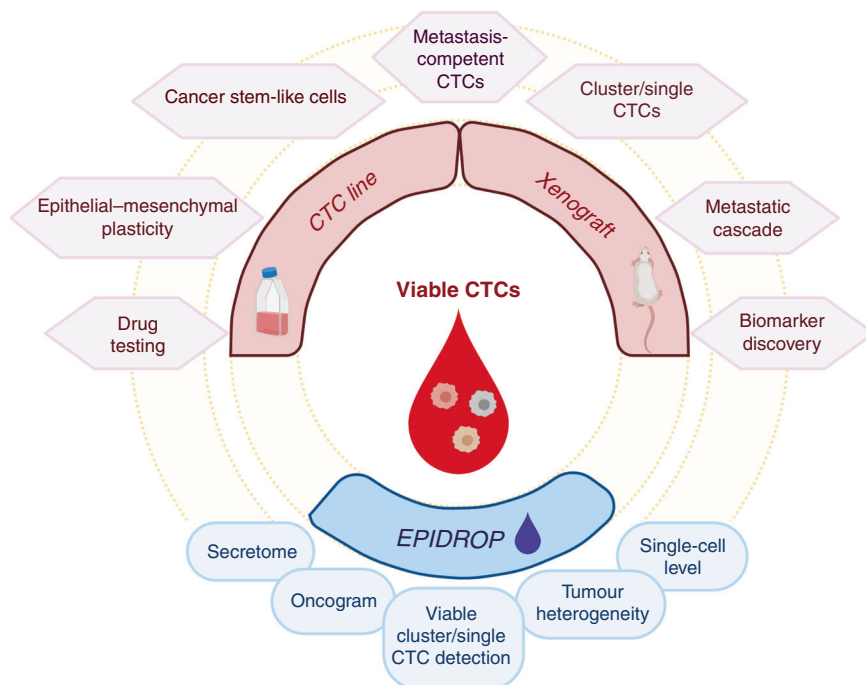 Metastasis-
competent
CTCs
Cancer stem-like cells
Cluster/single
CTCs
CTC line
Xenograft
Epithelial–mesenchymal
plasticity
Metastatic
cascade
Viable CTCs
Drug
testing
Biomarker
discovery
EPIDROP
Secretome
Single-cell
level
Oncogram
Tumour
heterogeneity
Viable
cluster/single
CTC detection